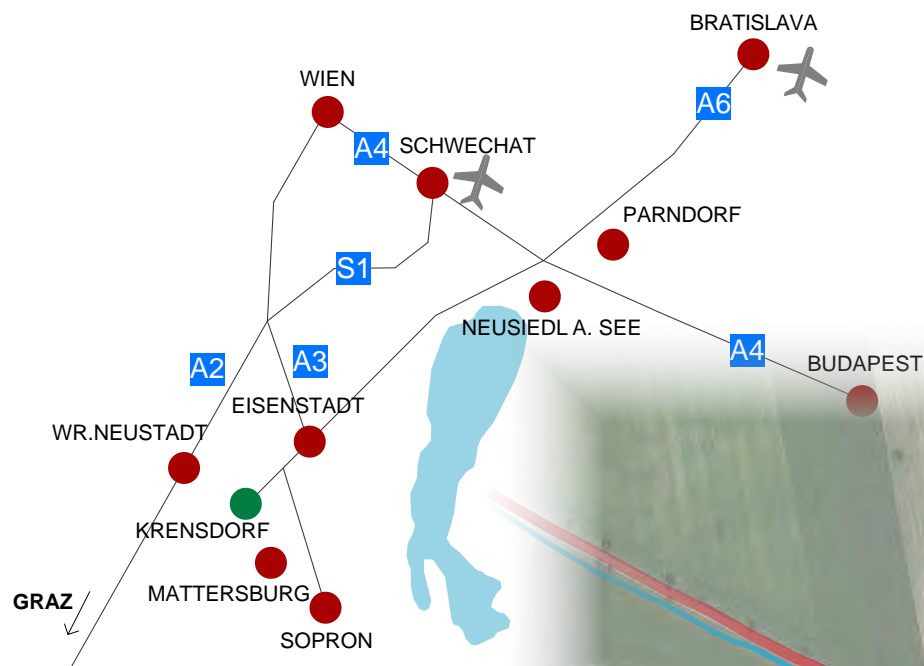 BRATISLAVA
WIEN
A6
A4
SCHWECHAT
PARNDORF
S1
NEUSIEDL A. SEE
A4
A2
A3
BUDAPEST
EISENSTADT
WR.NEUSTADT
KRENSDORF
MATTERSBURG
GRAZ
SOPRON